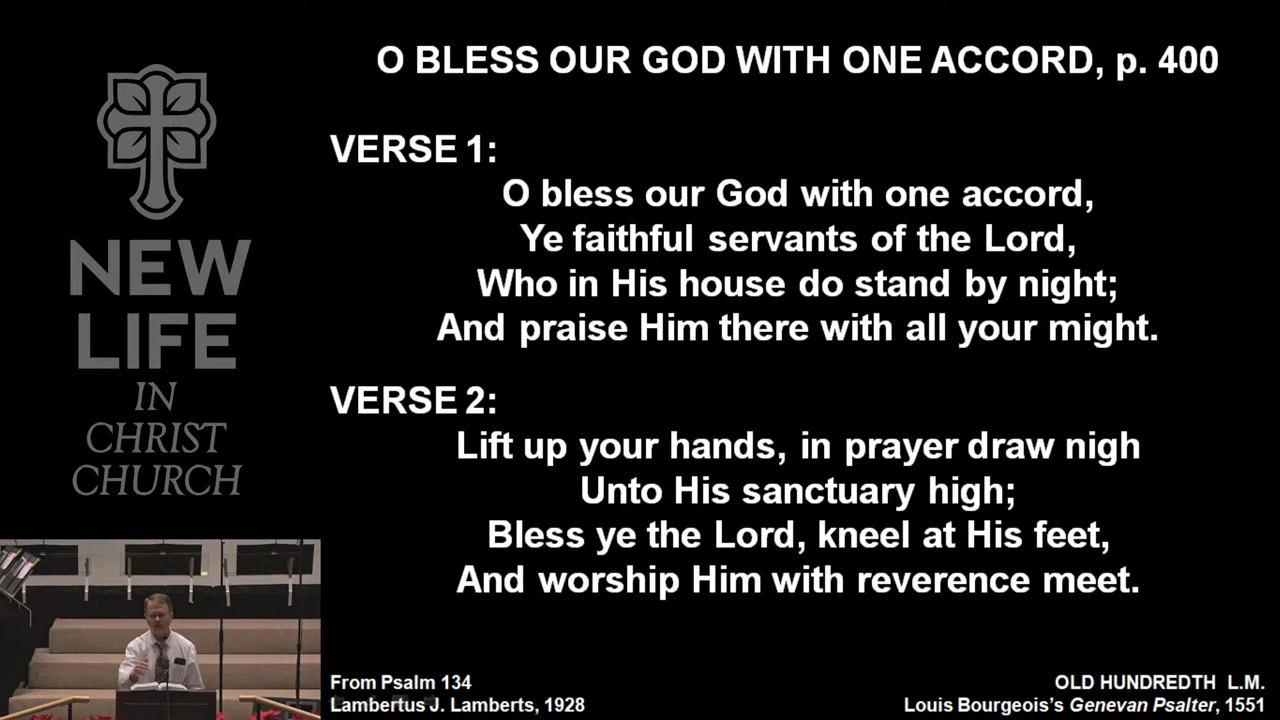 O BLESS OUR GOD WITH ONE ACCORD, p. 400
VERSE 1:
O bless our God with one accord,
Ye faithful servants of the Lord,
Who in His house do stand by night;
And praise Him there with all your might.
VERSE 2:
Lift up your hands, in prayer draw nigh
Unto His sanctuary high;
Bless ye the Lord, kneel at His feet,
And worship Him with reverence meet.
NEW
LIFE
IN
CHRIST
CHURCH
From Psalm 134
Lambertus J. Lamberts, 1928
OLD HUNDREDTH L.M.
Louis Bourgeois's Genevan Psalter, 1551